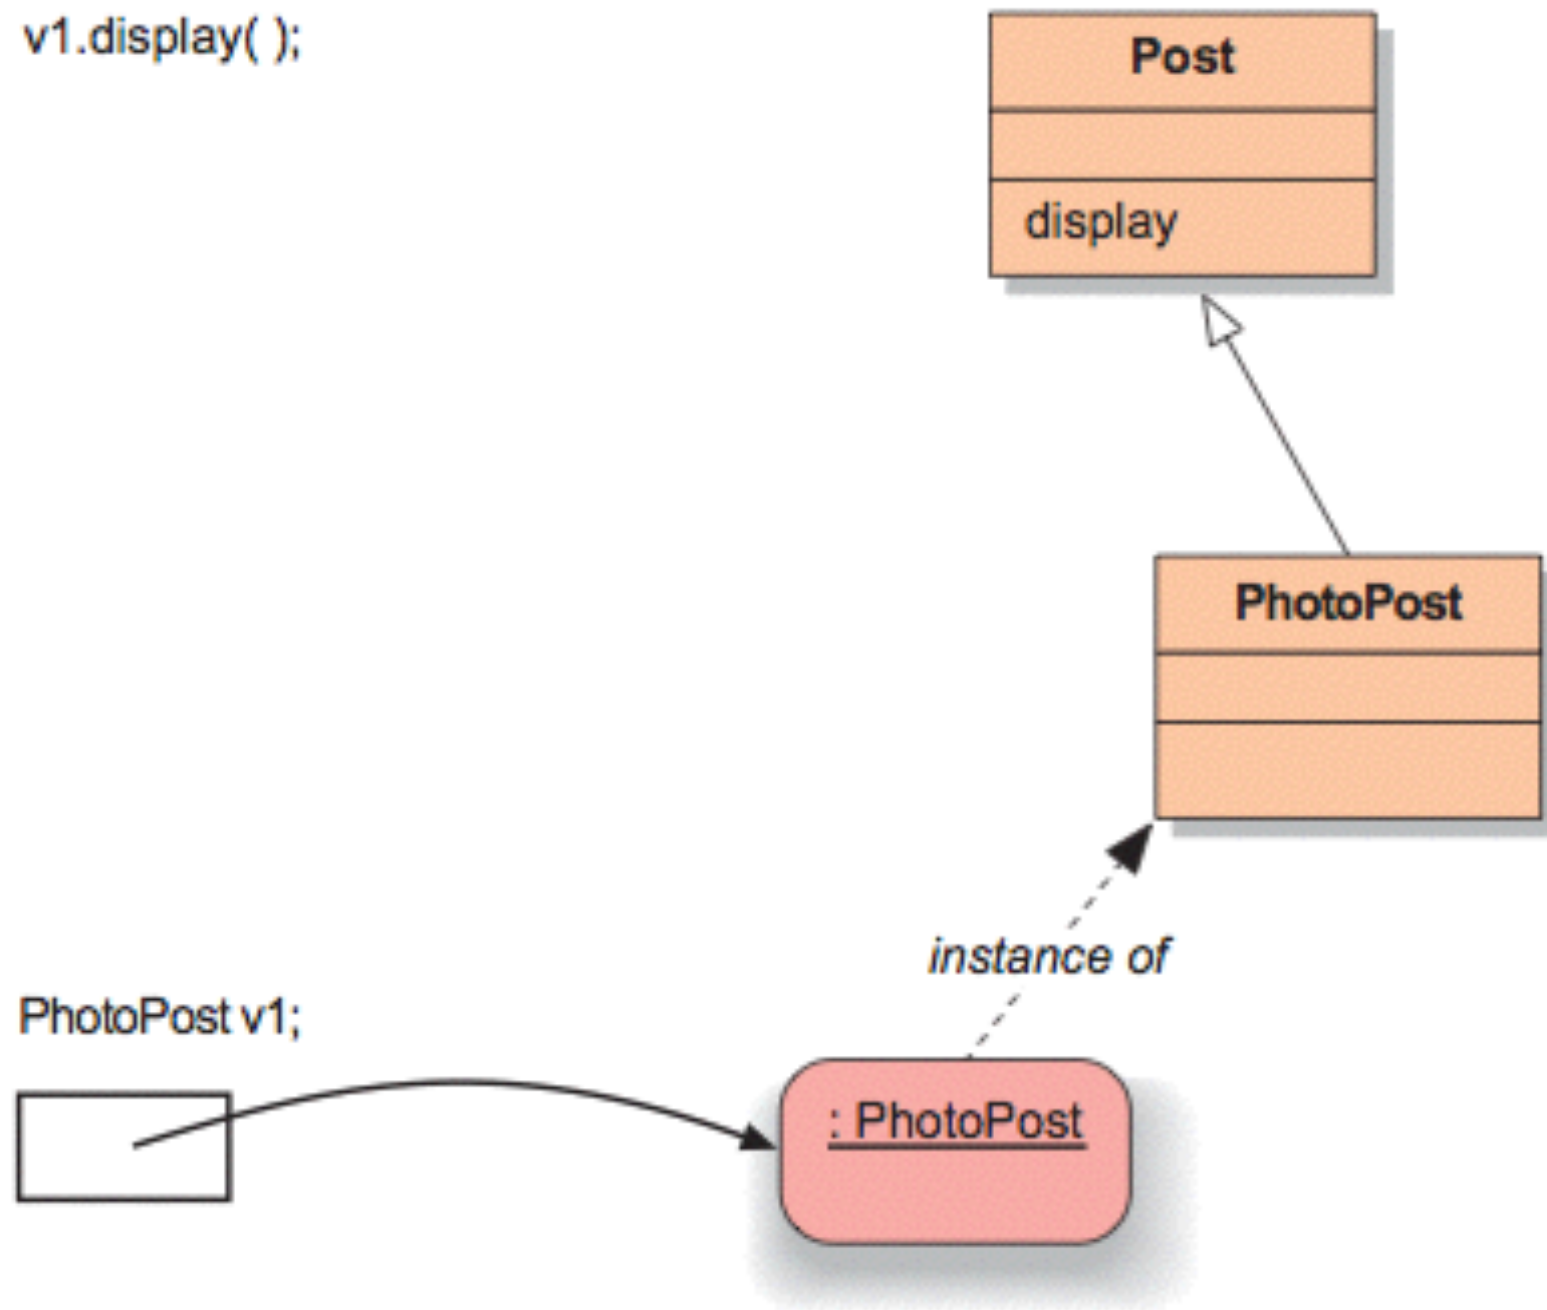 v1.display( );
Post
display
PhotoPost
instance of
PhotoPost v1;
: PhotoPost